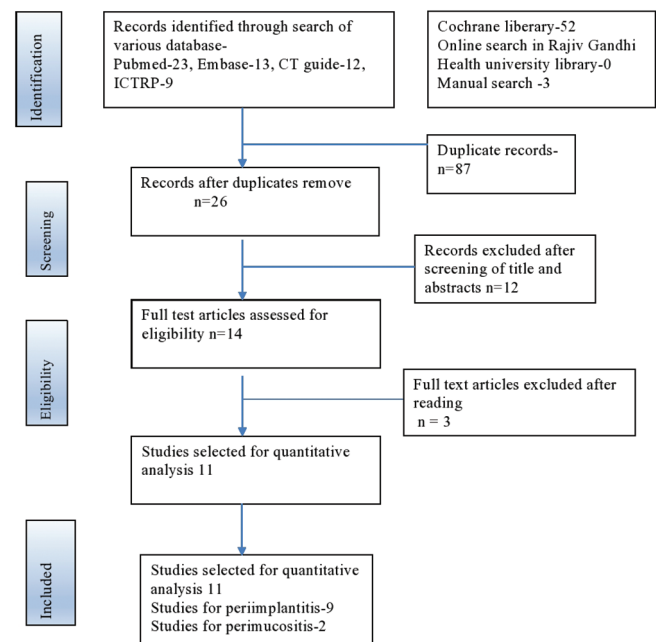 Identification
Records identified through search of
various database-
Pubmed-23, Embase-13, CT guide-12,
ICTRP-9
Cochrane liberary-52
Online search in Rajiv Gandhi
Health university library-0
Manual search -3
Duplicate records-
n=87
Screening
Records after duplicates remove
n=26
Records excluded after
screening of title and
abstracts n=12
Full test articles assessed for
eligibility n=14
Eligibility
Full text articles excluded after
reading
n = 3
Studies selected for quantitative
analysis 11
Included
Studies selected for quantitative
analysis 11
Studies for periimplantitis-9
Studies for perimucositis-2